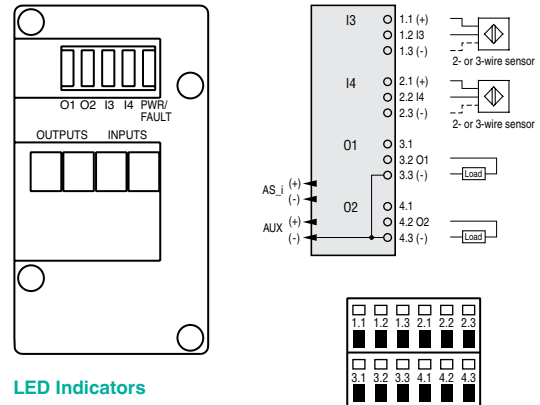 O1 O2 I3 I4 PWR/
FAULT
OUTPUTS INPUTS
I3
1.1 (+)
1.2 I3
1.3 (-)
2- or 3-wire sensor
I4
2.1 (+)
2.2 I4
2.3 (-)
2- or 3-wire sensor
O1
3.1
3.2 O1
3.3 (-)
Load
AS_i (+)
(-)
AUX (+)
(-)
O2
4.1
4.2 O2
4.3 (-)
Load
1.1 1.2 1.3 2.1 2.2 2.3
3.1 3.2 3.3 4.1 4.2 4.3
LED Indicators